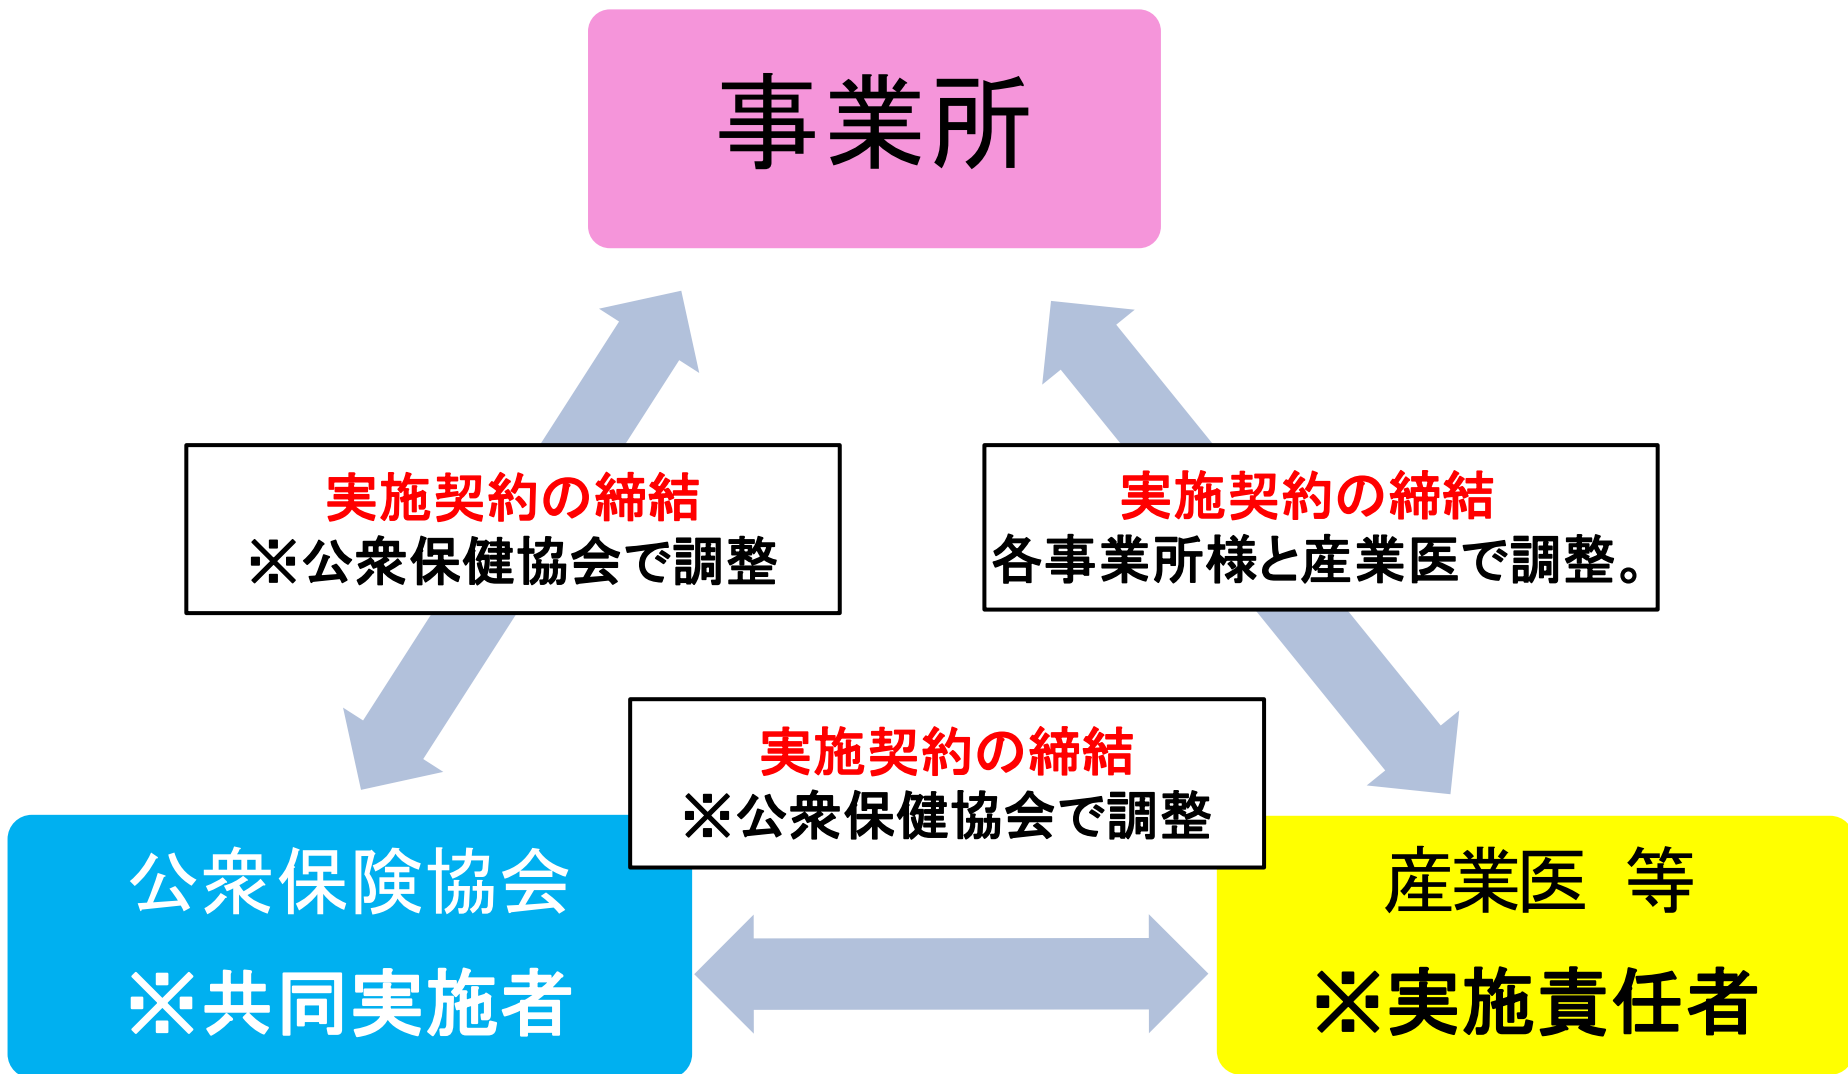 事業所
実施契約の締結
※公衆保健協会で調整
実施契約の締結
各事業所様と産業医で調整。
実施契約の締結
※公衆保健協会で調整
公衆保険協会
※共同実施者
産業医　等
※実施責任者